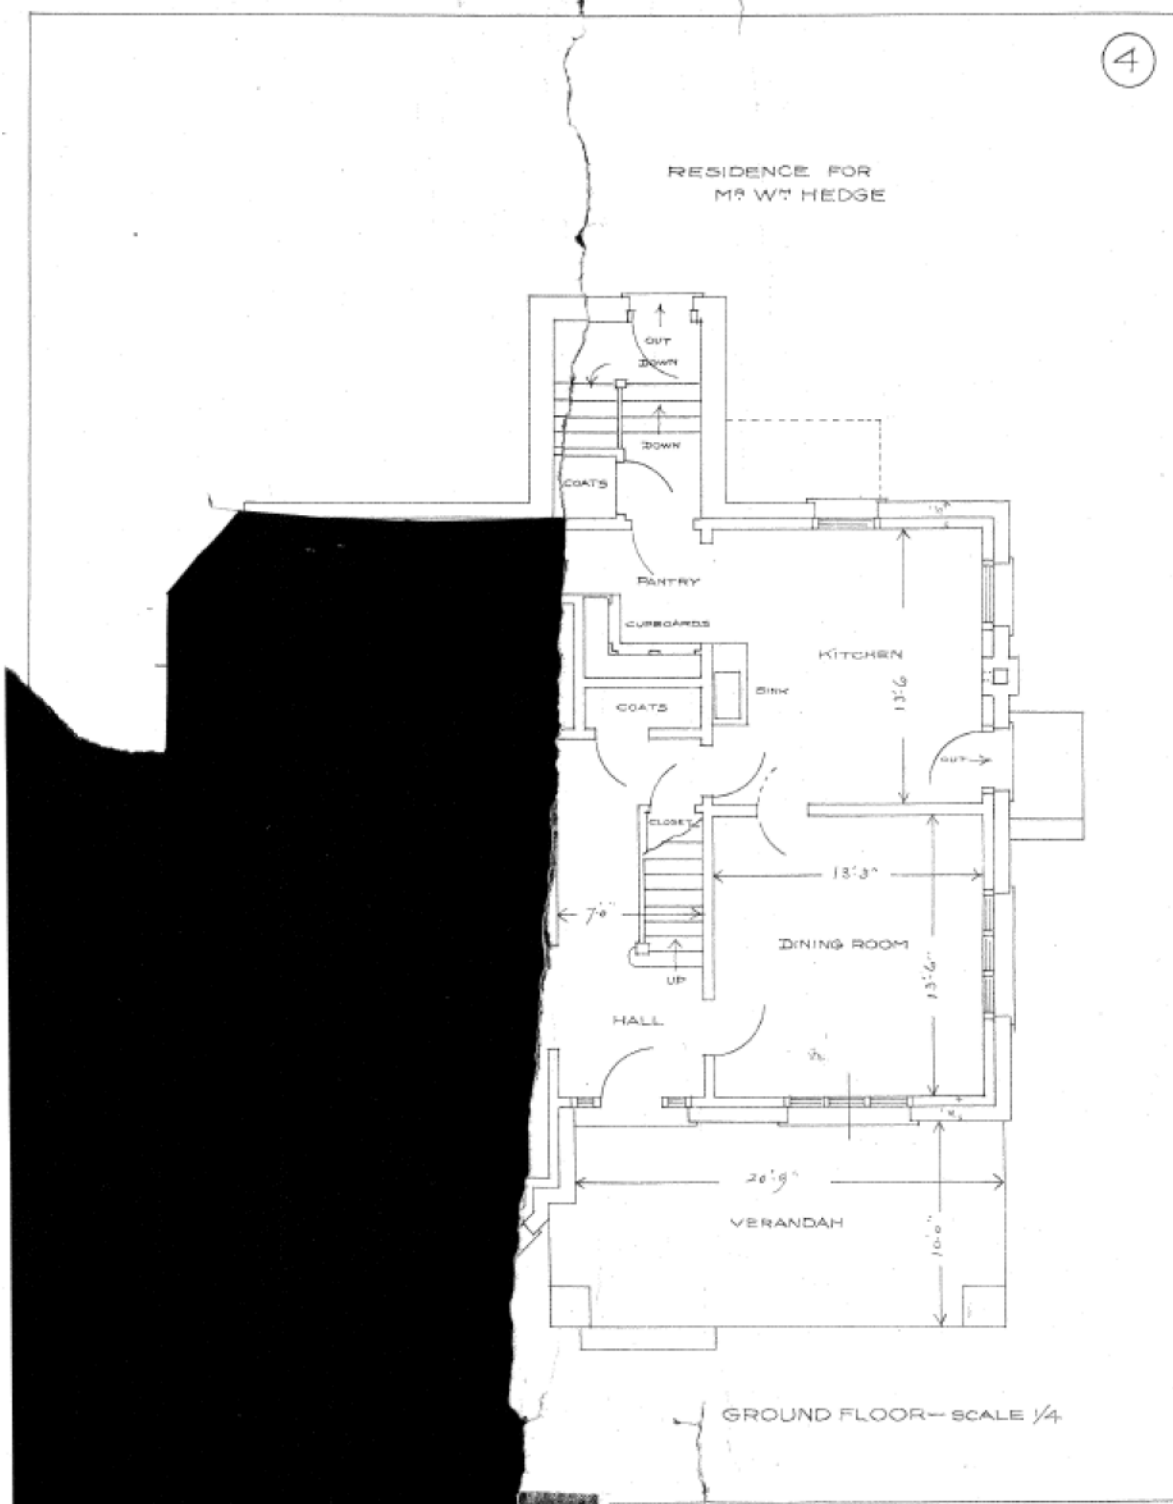 4
RESIDENCE FOR
MR WM HEDGE
OUT
DOWN
DOWN
COATS
PANTRY
CUPBOARDS
KITCHEN
13'-6
SINK
COATS
OUT
CLOSET
13'-3"
7'-0"
DINING ROOM
13'-6"
UP
HALL
20'-9"
VERANDAH
10'-0"
GROUND FLOOR-SCALE 1/4